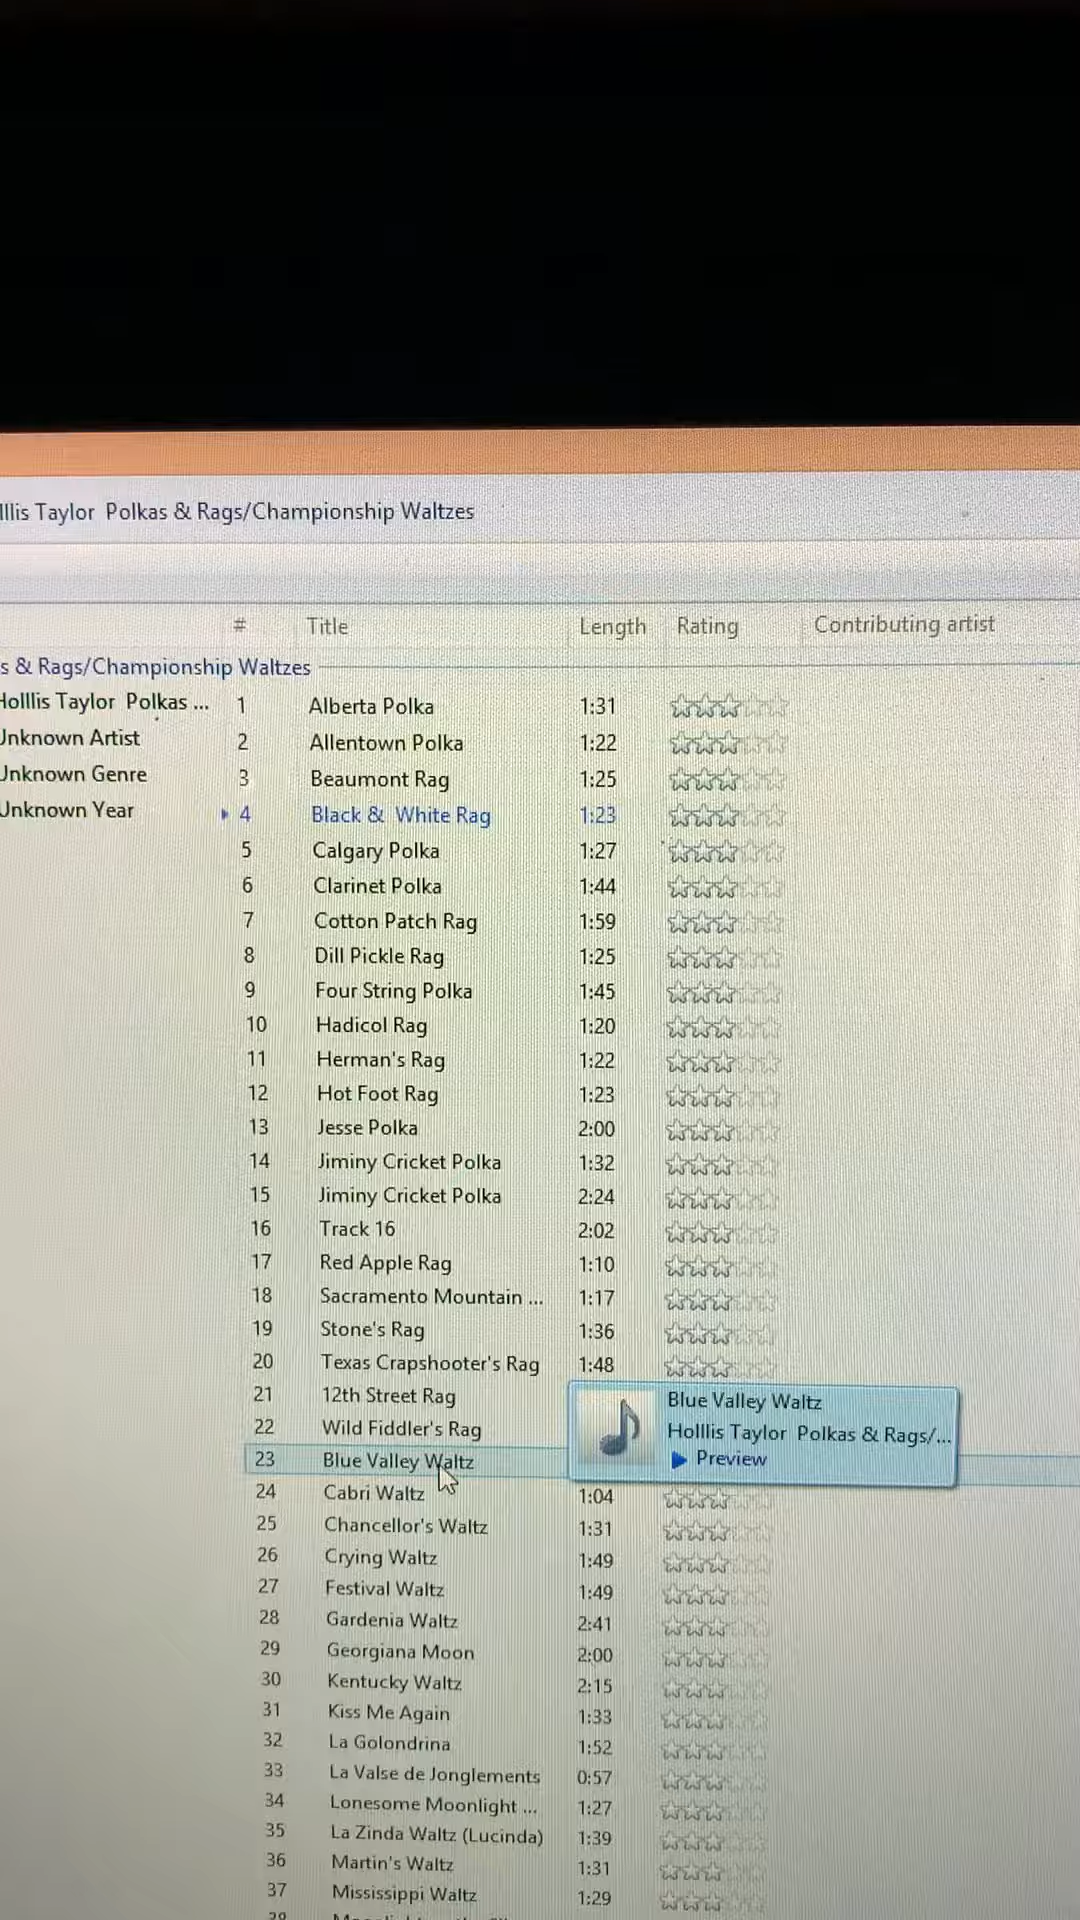 lllis Taylor  Polkas & Rags/Championship Waltzes
# Title Length Rating Contributing artist
s & Rags/Championship Waltzes
Holllis Taylor  Polkas ... 1 Alberta Polka 1:31
Unknown Artist 2 Allentown Polka 1:22
Unknown Genre 3 Beaumont Rag 1:25
Unknown Year 4 Black &  White Rag 1:23
5 Calgary Polka 1:27
6 Clarinet Polka 1:44
7 Cotton Patch Rag 1:59
8 Dill Pickle Rag 1:25
9 Four String Polka 1:45
10 Hadicol Rag 1:20
11 Herman's Rag 1:22
12 Hot Foot Rag 1:23
13 Jesse Polka 2:00
14 Jiminy Cricket Polka 1:32
15 Jiminy Cricket Polka 2:24
16 Track 16 2:02
17 Red Apple Rag 1:10
18 Sacramento Mountain ... 1:17
19 Stone's Rag 1:36
20 Texas Crapshooter's Rag 1:48
21 12th Street Rag
Blue Valley Waltz
22 Wild Fiddler's Rag
Holllis Taylor  Polkas & Rags/...
23 Blue Valley Waltz
Preview
24 Cabri Waltz 1:04
25 Chancellor's Waltz 1:31
26 Crying Waltz 1:49
27 Festival Waltz 1:49
28 Gardenia Waltz 2:41
29 Georgiana Moon 2:00
30 Kentucky Waltz 2:15
31 Kiss Me Again 1:33
32 La Golondrina 1:52
33 La Valse de Jonglements 0:57
34 Lonesome Moonlight ... 1:27
35 La Zinda Waltz (Lucinda) 1:39
36 Martin's Waltz 1:31
37 Mississippi Waltz 1:29